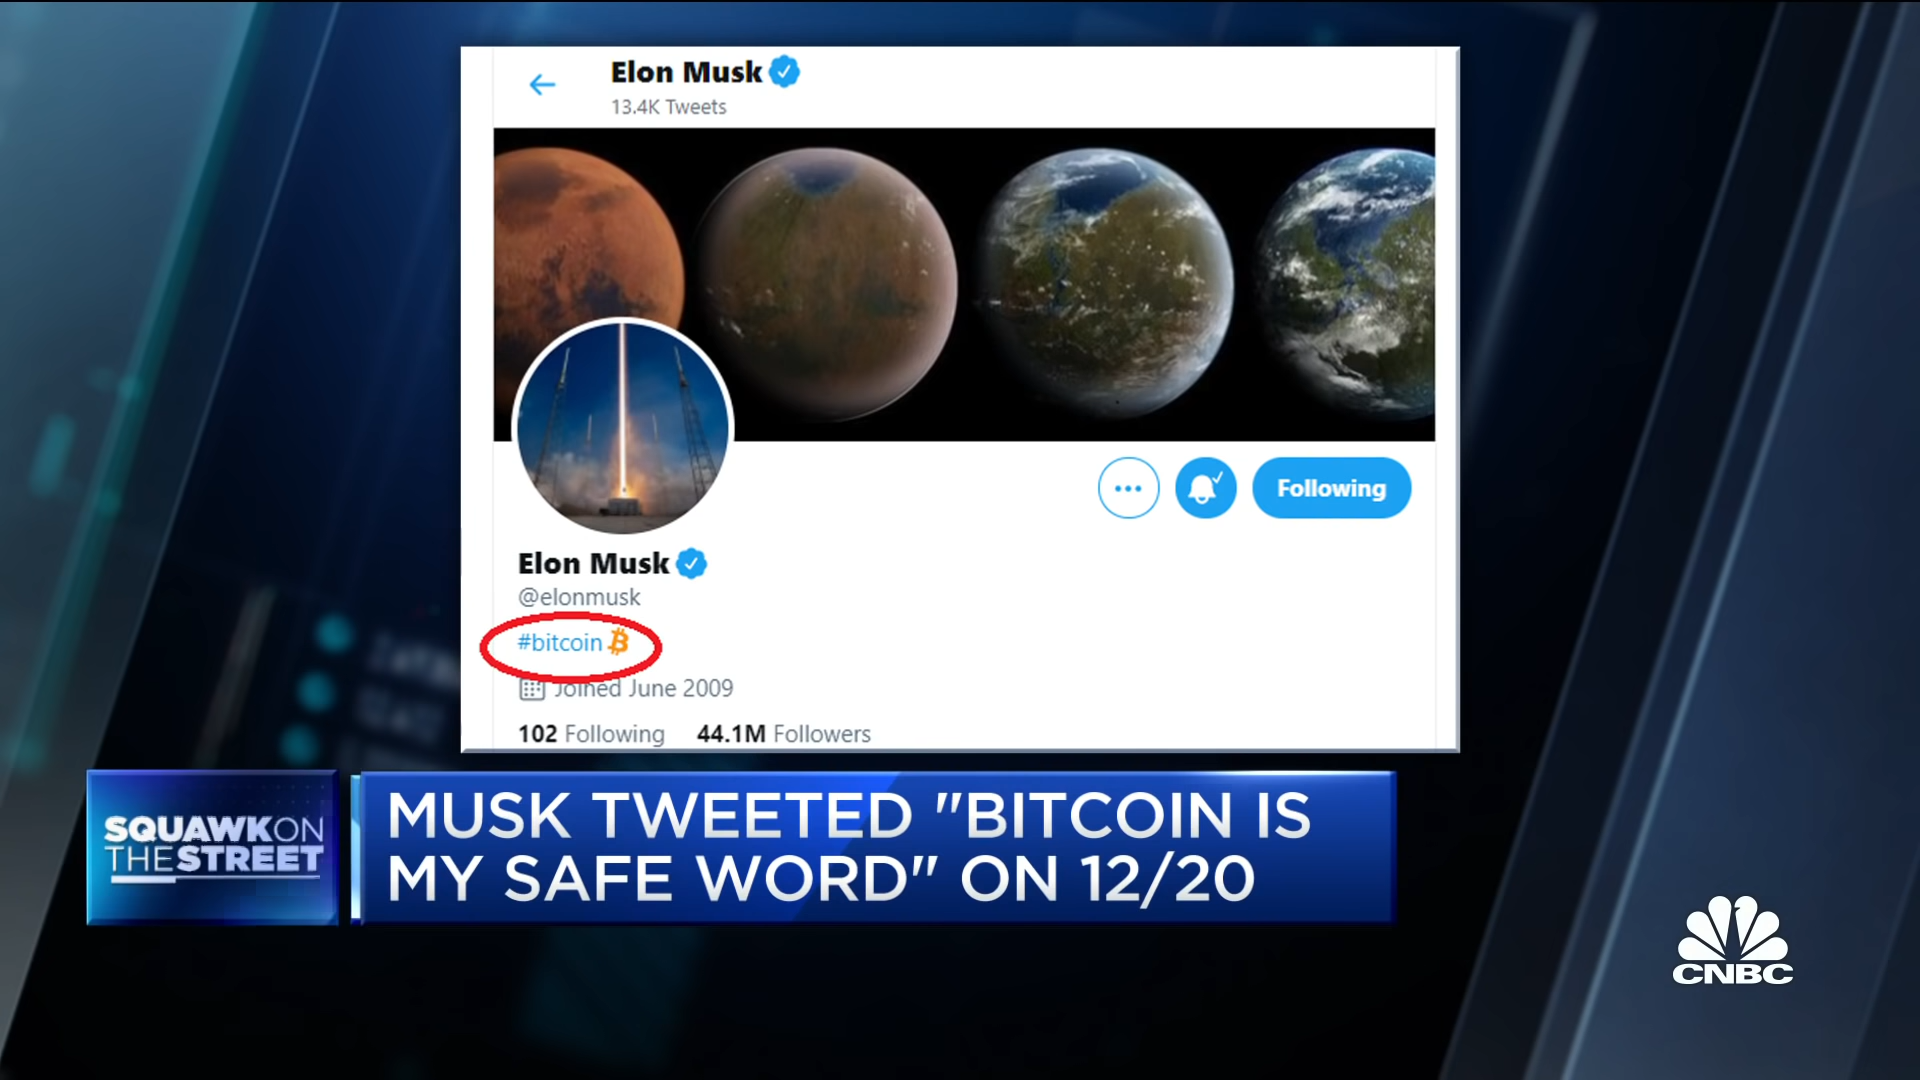 Elon Musk
13.4K Tweets
Following
Elon Musk
@elonmusk
#bitcoin
Joined June 2009
102 Following 44.1M Followers
SQUAWK ON
THE STREET
MUSK TWEETED "BITCOIN IS
MY SAFE WORD" ON 12/20
CNBC